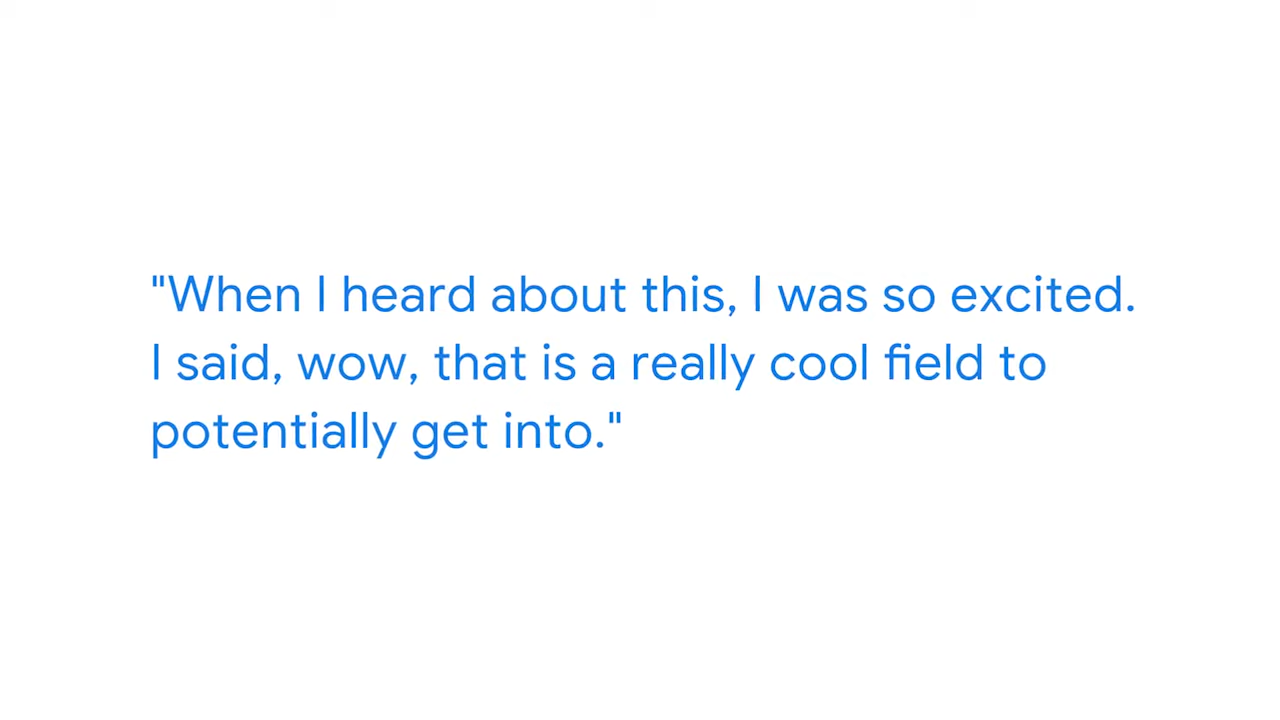 "When I heard about this, I was so excited.
I said, wow, that is a really cool field to
potentially get into."